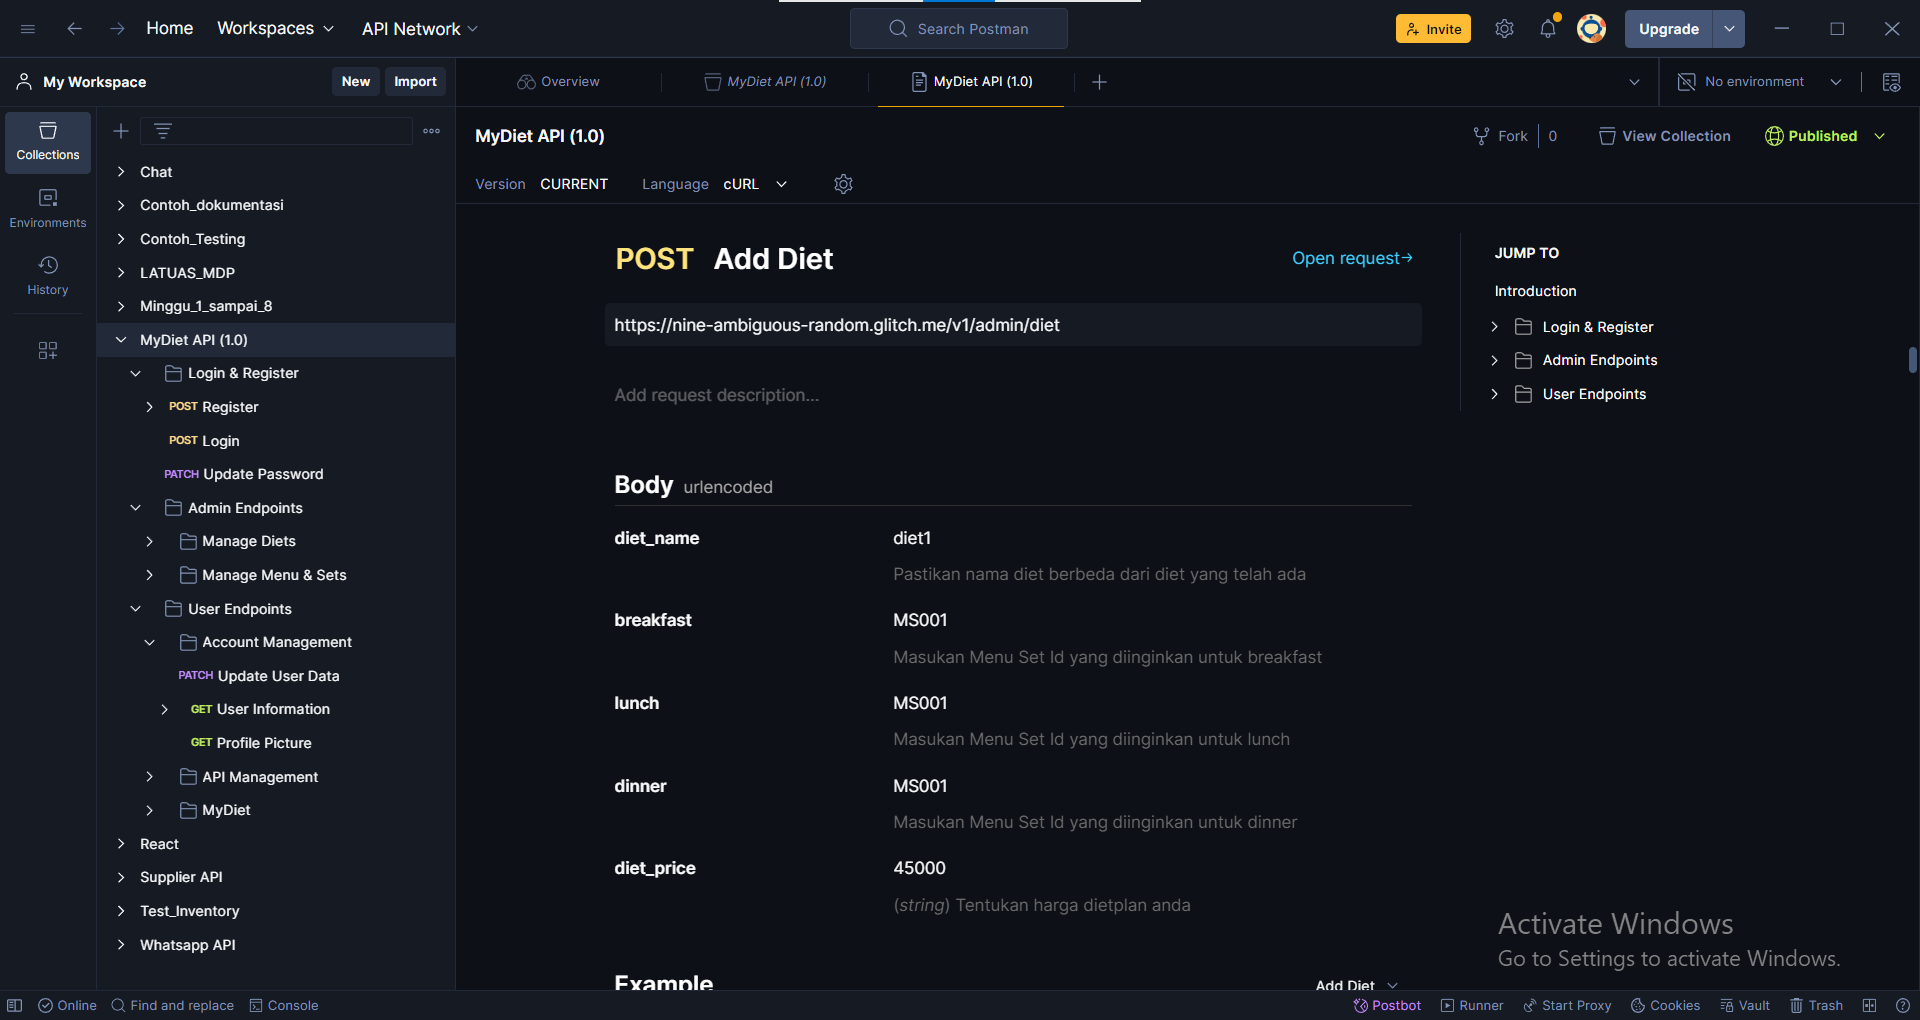 Home
Workspaces
API Network
Search Postman
Invite
Upgrade
My Workspace
New
Import
Overview
MyDiet API (1.0)
MyDiet API (1.0)
No environment
Collections
Environments
History
Chat
Contoh_dokumentasi
Contoh_Testing
LATUAS_MDP
Minggu_1_sampai_8
MyDiet API (1.0)
Login & Register
POST Register
POST Login
PATCH Update Password
Admin Endpoints
Manage Diets
Manage Menu & Sets
User Endpoints
Account Management
PATCH Update User Data
GET User Information
GET Profile Picture
API Management
MyDiet
React
Supplier API
Test_Inventory
Whatsapp API
MyDiet API (1.0)
Fork 0
View Collection
Published
Version CURRENT
Language cURL
POST Add Diet
Open request→
https://nine-ambiguous-random.glitch.me/v1/admin/diet
Add request description...
Body urlencoded
diet_name diet1
Pastikan nama diet berbeda dari diet yang telah ada
breakfast MS001
Masukan Menu Set Id yang diinginkan untuk breakfast
lunch MS001
Masukan Menu Set Id yang diinginkan untuk lunch
dinner MS001
Masukan Menu Set Id yang diinginkan untuk dinner
diet_price 45000
(string) Tentukan harga dietplan anda
Example
Add Diet
JUMP TO
Introduction
Login & Register
Admin Endpoints
User Endpoints
Activate Windows
Go to Settings to activate Windows.
Online
Find and replace
Console
Postbot
Runner
Start Proxy
Cookies
Vault
Trash